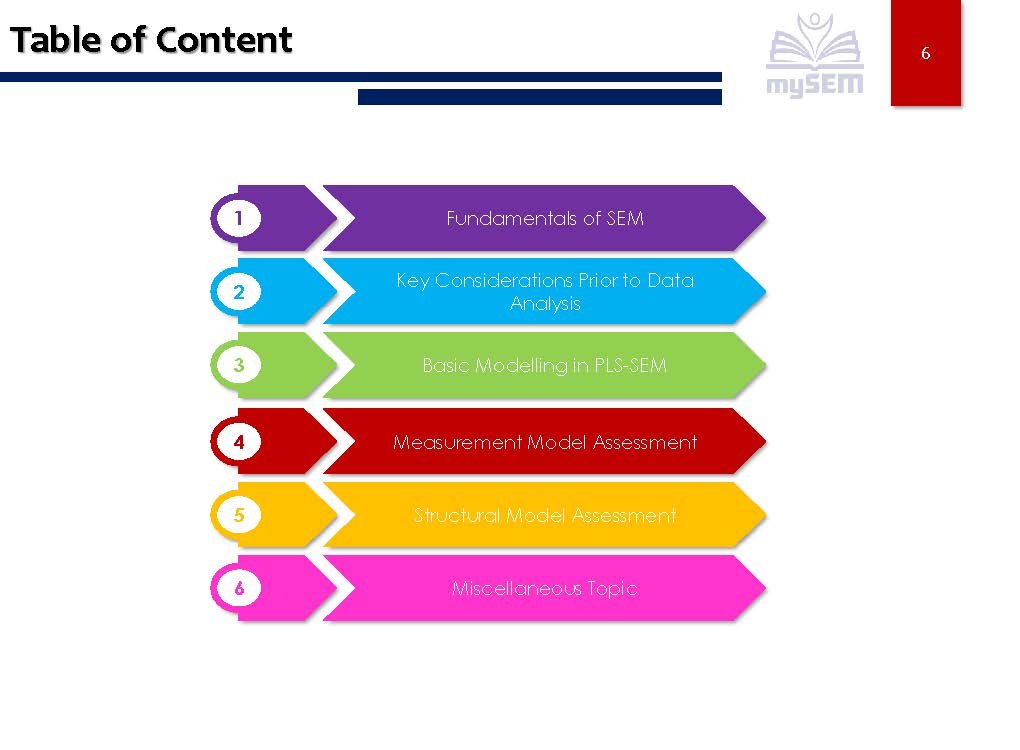 Table of Content
mySEM
6
1
Fundamentals of SEM
2
Key Considerations Prior to Data
Analysis
3
Basic Modelling in PLS-SEM
4
Measurement Model Assessment
5
Structural Model Assessment
6
Miscellaneous Topic